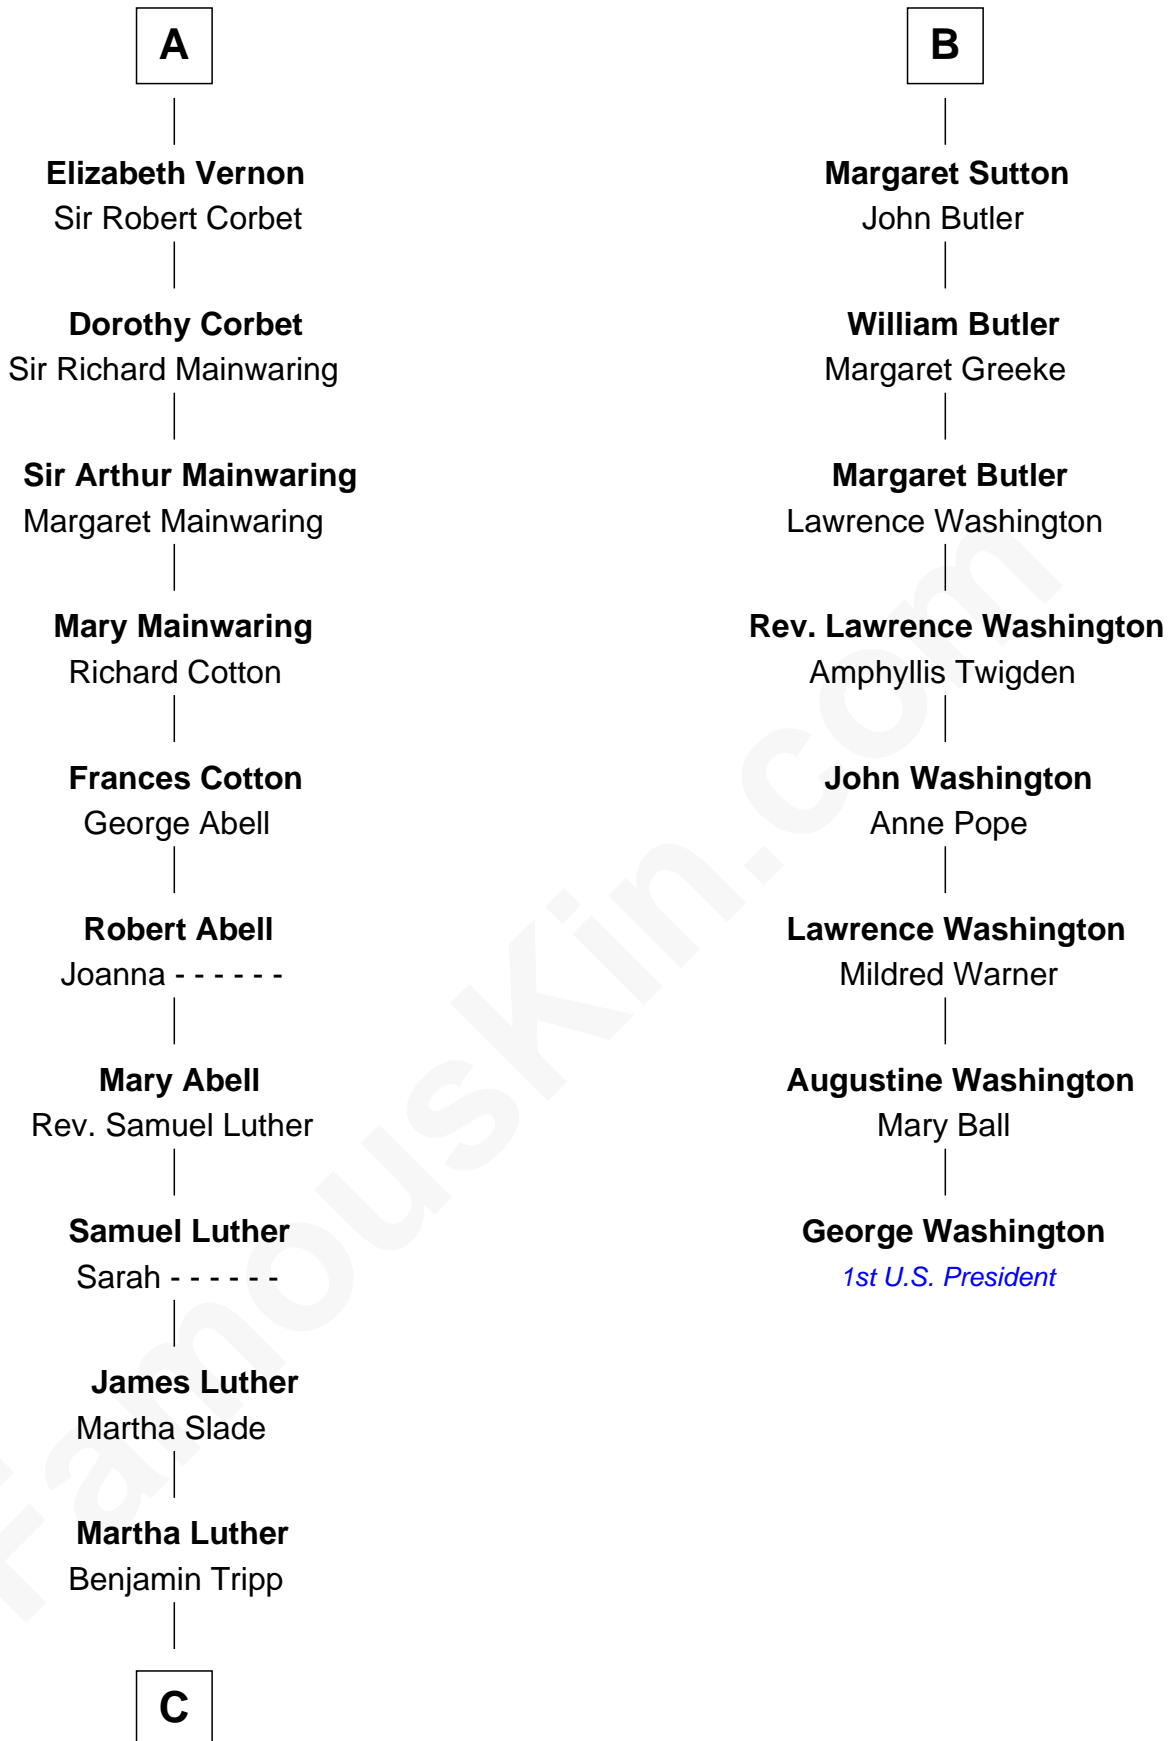 A
Elizabeth Vernon
Sir Robert Corbet
Dorothy Corbet
Sir Richard Mainwaring
Sir Arthur Mainwaring
Margaret Mainwaring
Mary Mainwaring
Richard Cotton
Frances Cotton
George Abell
Robert Abell
Joanna - - - - - -
Mary Abell
Rev. Samuel Luther
Samuel Luther
Sarah - - - - - -
James Luther
Martha Slade
Martha Luther
Benjamin Tripp
C
B
Margaret Sutton
John Butler
William Butler
Margaret Greeke
Margaret Butler
Lawrence Washington
Rev. Lawrence Washington
Amphyllis Twigden
John Washington
Anne Pope
Lawrence Washington
Mildred Warner
Augustine Washington
Mary Ball
George Washington
1st U.S. President
FamousKin.com